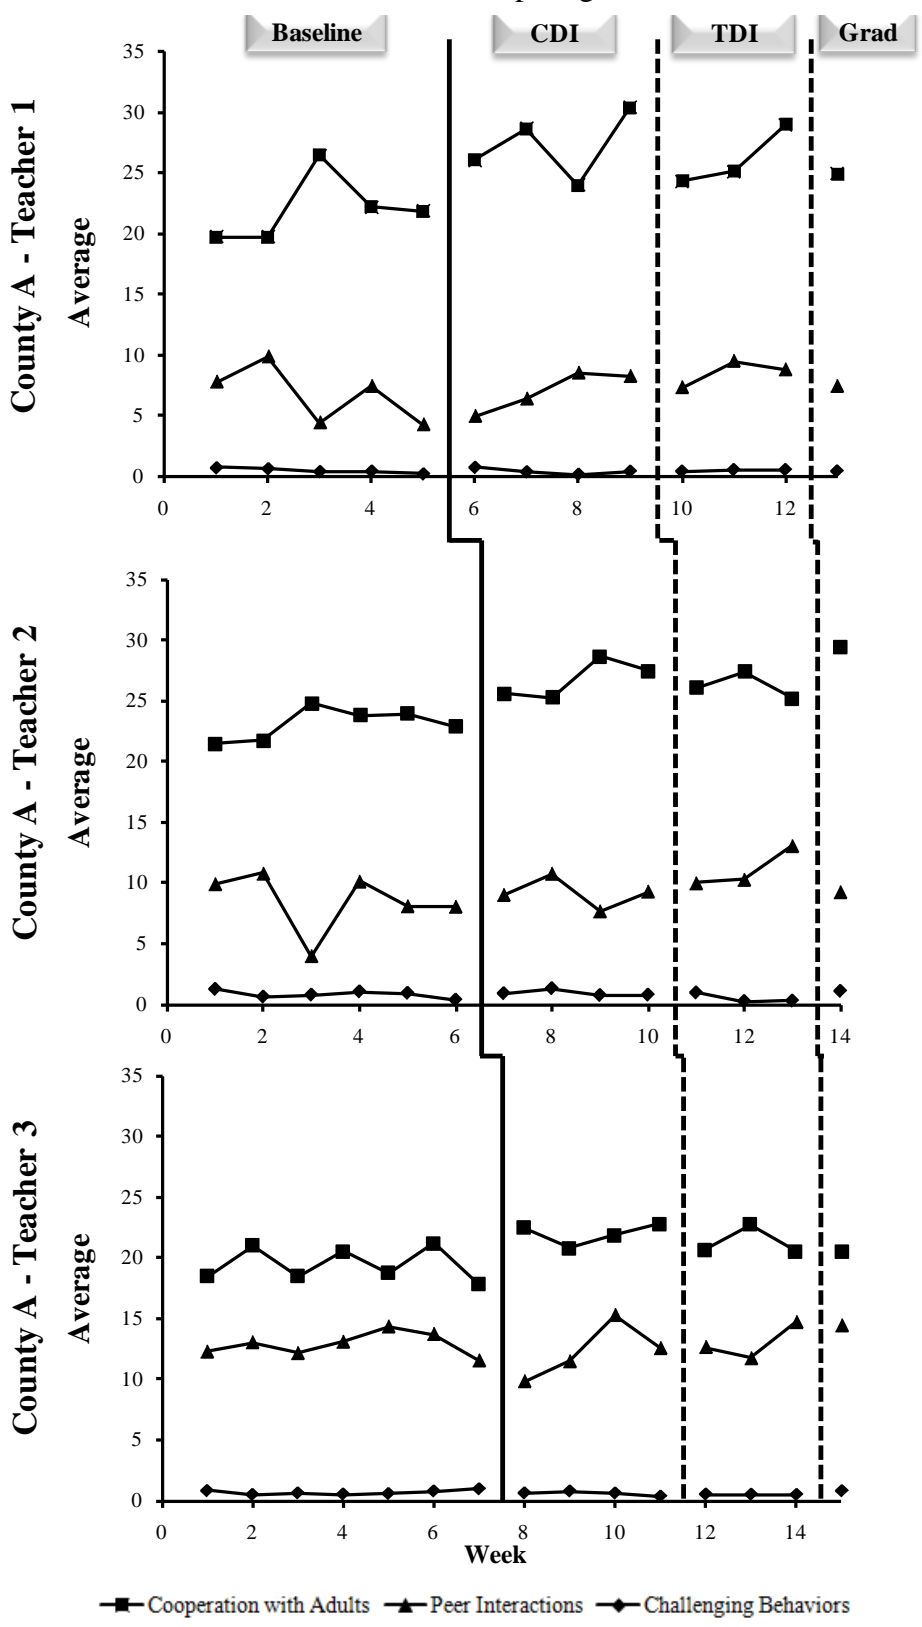 Baseline CDI TDI Grad
County A - Teacher 1
Average
35
30
25
20
15
10
5
0
0 2 4 6 8 10 12
County A - Teacher 2
Average
35
30
25
20
15
10
5
0
0 2 4 6 8 10 12 14
County A - Teacher 3
Average
35
30
25
20
15
10
5
0
0 2 4 6 8 10 12 14
Week
Cooperation with Adults Peer Interactions Challenging Behaviors